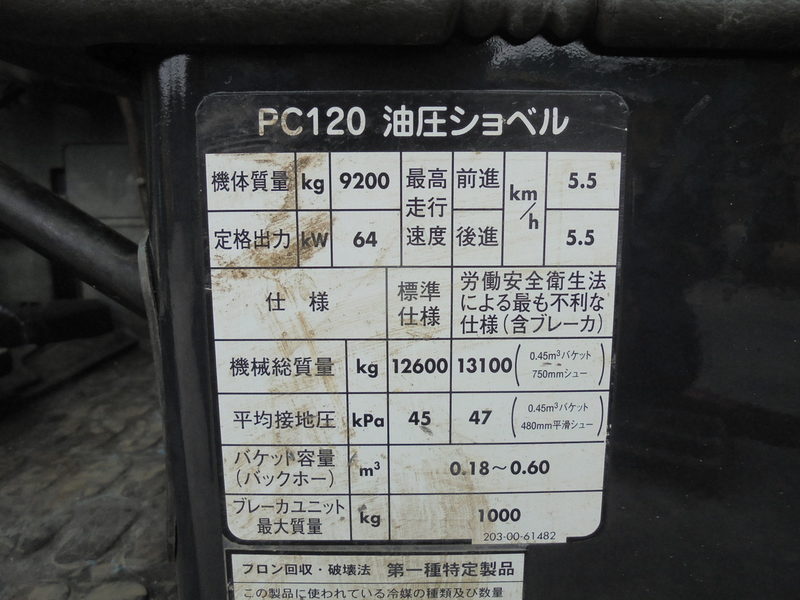 PC120 油圧ショベル
機体質量 kg 9200 最高走行速度 前進 km/h 5.5
定格出力 kW 64 後進 5.5
仕様 標準仕様 労働安全衛生法による最も不利な仕様(含ブレーカ)
機械総質量 kg 12600 13100 (0.45m³バケット 750mmシュー)
平均接地圧 kPa 45 47 (0.45m³バケット 480mm平滑シュー)
バケット容量(バックホー) m³ 0.18～0.60
ブレーカユニット最大質量 kg 1000
203-00-61482
フロン回収・破壊法 第一種特定製品
この製品に使われている冷媒の種類及び数量